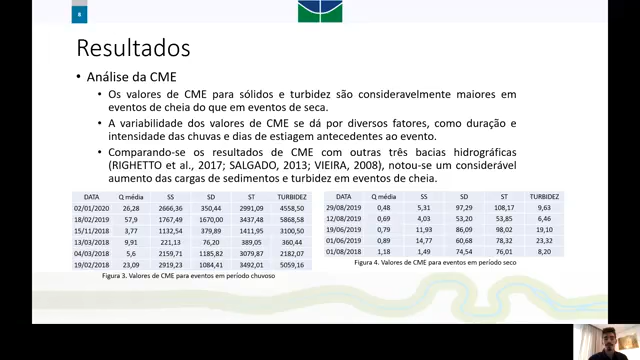 8
Resultados
• Análise da CME
• Os valores de CME para sólidos e turbidez são consideravelmente maiores em
eventos de cheia do que em eventos de seca.
• A variabilidade dos valores de CME se dá por diversos fatores, como duração e
intensidade das chuvas e dias de estiagem antecedentes ao evento.
• Comparando-se os resultados de CME com outras três bacias hidrográficas
(RIGHETTO et al., 2017; SALGADO, 2013; VIEIRA, 2008), notou-se um considerável
aumento das cargas de sedimentos e turbidez em eventos de cheia.
DATA Q média SS SD ST TURBIDEZ
02/01/2020 26,28 2666,36 350,44 2991,09 4558,50
18/02/2019 57,9 1767,49 1670,00 3437,48 5868,58
15/11/2018 3,77 1132,54 379,89 1411,95 3100,50
13/03/2018 9,91 221,13 76,20 389,05 360,44
04/03/2018 5,6 2159,71 1185,82 3079,87 2182,07
19/02/2018 23,09 2919,23 1084,41 3492,01 5059,16
Figura 3. Valores de CME para eventos em período chuvoso
DATA Q média SS SD ST TURBIDEZ
29/08/2019 0,48 5,31 97,29 108,17 9,63
12/08/2019 0,69 4,03 53,20 53,85 6,46
19/06/2019 0,79 11,93 86,09 98,02 19,10
01/06/2019 0,89 14,77 60,68 78,32 23,32
01/08/2018 1,18 1,49 74,54 76,01 8,20
Figura 4. Valores de CME para eventos em período seco